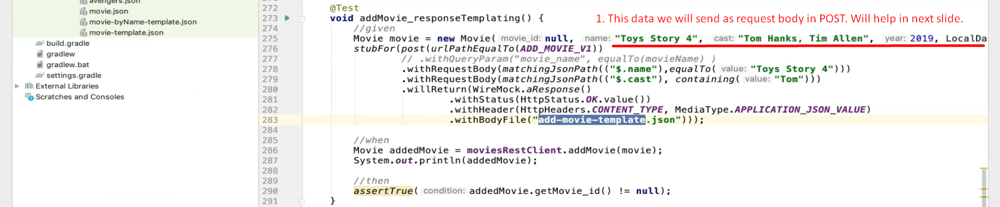 avengers.json
movie.json
movie-byName-template.json
movie-template.json
build.gradle
gradlew
gradlew.bat
settings.gradle
External Libraries
Scratches and Consoles
272 @Test
273 void addMovie_responseTemplating() {
1. This data we will send as request body in POST. Will help in next slide.
274 //given
275 Movie movie = new Movie( movie_id: null, name: "Toys Story 4", cast: "Tom Hanks, Tim Allen", year: 2019, LocalDa
276 stubFor(post(urlPathEqualTo(ADD_MOVIE_V1))
277 // .withQueryParam("movie_name", equalTo(movieName) )
278 .withRequestBody(matchingJsonPath(("$.name"),equalTo( value: "Toys Story 4")))
279 .withRequestBody(matchingJsonPath(("$.cast"), containing( value: "Tom")))
280 .willReturn(WireMock.aResponse()
281 .withStatus(HttpStatus.OK.value())
282 .withHeader(HttpHeaders.CONTENT_TYPE, MediaType.APPLICATION_JSON_VALUE)
283 .withBodyFile("add-movie-template.json")));
284
285 //when
286 Movie addedMovie = moviesRestClient.addMovie(movie);
287 System.out.println(addedMovie);
288
289 //then
290 assertTrue( condition: addedMovie.getMovie_id() != null);
291 }